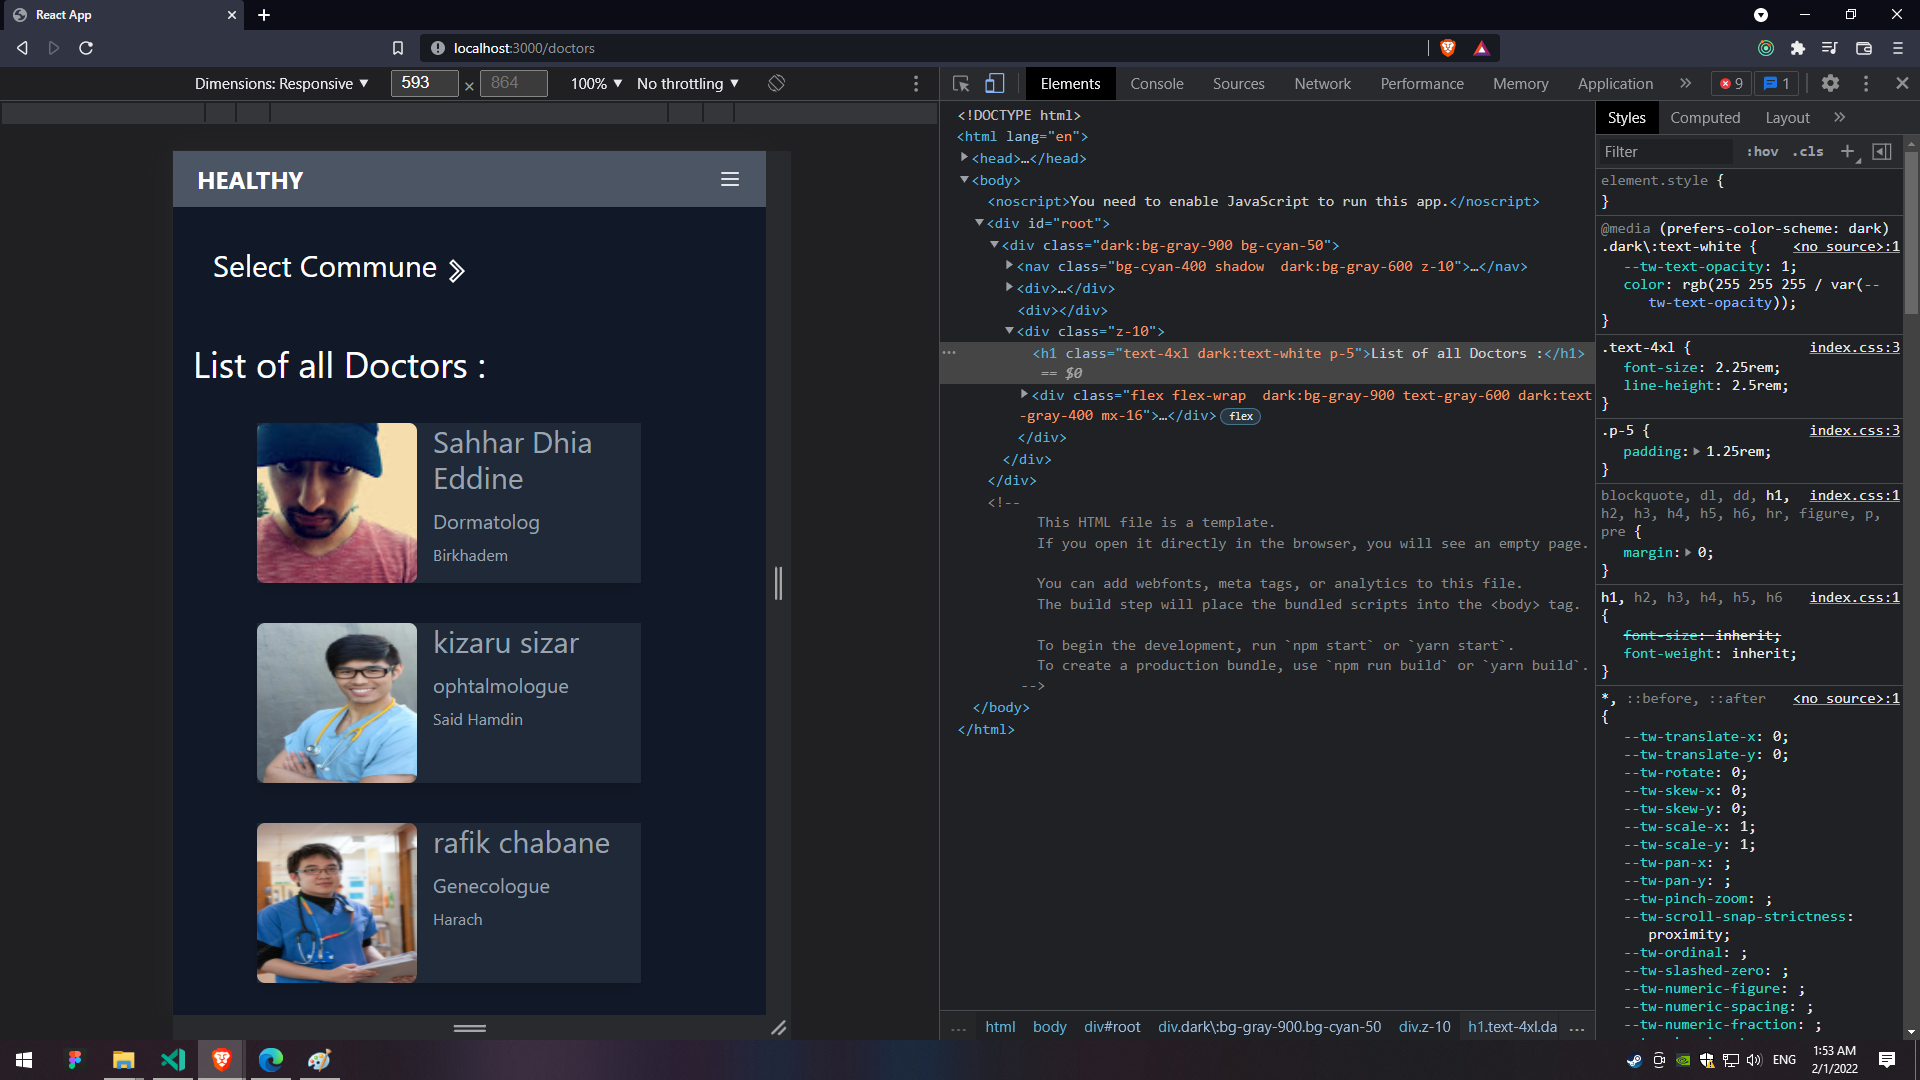 React App
localhost:3000/doctors
Dimensions: Responsive
593
×
864
100%
No throttling
HEALTHY
Select Commune
List of all Doctors :
Sahhar Dhia
Eddine
Dormatolog
Birkhadem
kizaru sizar
ophtalmologue
Said Hamdin
rafik chabane
Genecologue
Harach
Elements
Console
Sources
Network
Performance
Memory
Application
9
1
<!DOCTYPE html>
<html lang="en">
<head>…</head>
<body>
<noscript>You need to enable JavaScript to run this app.</noscript>
<div id="root">
<div class="dark:bg-gray-900 bg-cyan-50">
<nav class="bg-cyan-400 shadow  dark:bg-gray-600 z-10">…</nav>
<div>…</div>
<div></div>
<div class="z-10">
<h1 class="text-4xl dark:text-white p-5">List of all Doctors :</h1>
== $0
<div class="flex flex-wrap  dark:bg-gray-900 text-gray-600 dark:text
-gray-400 mx-16">…</div> flex
</div>
</div>
</div>
<!--
This HTML file is a template.
If you open it directly in the browser, you will see an empty page.
You can add webfonts, meta tags, or analytics to this file.
The build step will place the bundled scripts into the <body> tag.
To begin the development, run `npm start` or `yarn start`.
To create a production bundle, use `npm run build` or `yarn build`.
-->
</body>
</html>
... html body div#root div.dark\:bg-gray-900.bg-cyan-50 div.z-10 h1.text-4xl.da ...
Styles
Computed
Layout
Filter
:hov
.cls
element.style {
}
@media (prefers-color-scheme: dark)
.dark\:text-white { <no source>:1
--tw-text-opacity: 1;
color: rgb(255 255 255 / var(--
tw-text-opacity));
}
.text-4xl { index.css:3
font-size: 2.25rem;
line-height: 2.5rem;
}
.p-5 { index.css:3
padding: 1.25rem;
}
blockquote, dl, dd, h1, index.css:1
h2, h3, h4, h5, h6, hr, figure, p,
pre {
margin: 0;
}
h1, h2, h3, h4, h5, h6 index.css:1
{
font-size: inherit;
font-weight: inherit;
}
*, ::before, ::after <no source>:1
{
--tw-translate-x: 0;
--tw-translate-y: 0;
--tw-rotate: 0;
--tw-skew-x: 0;
--tw-skew-y: 0;
--tw-scale-x: 1;
--tw-scale-y: 1;
--tw-pan-x: ;
--tw-pan-y: ;
--tw-pinch-zoom: ;
--tw-scroll-snap-strictness:
proximity;
--tw-ordinal: ;
--tw-slashed-zero: ;
--tw-numeric-figure: ;
--tw-numeric-spacing: ;
--tw-numeric-fraction: ;
ENG
1:53 AM
2/1/2022